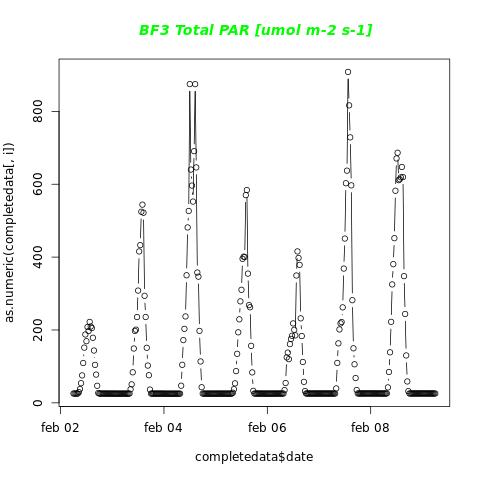 BF3 Total PAR [umol m-2 s-1]
as.numeric(completedata[, i])
800
600
400
200
0
feb 02
feb 04
feb 06
feb 08
completedata$date